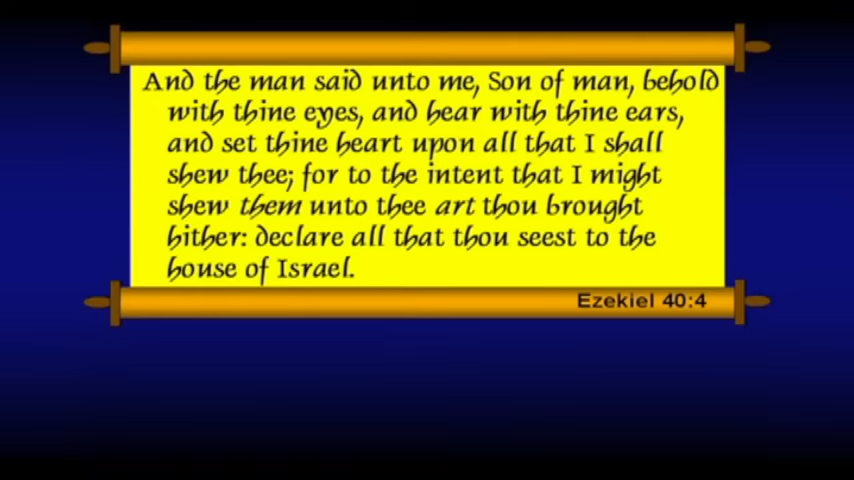 And the man said unto me, Son of man, behold
with thine eyes, and hear with thine ears,
and set thine heart upon all that I shall
shew thee; for to the intent that I might
shew them unto thee art thou brought
hither: declare all that thou seest to the
house of Israel.
Ezekiel 40:4